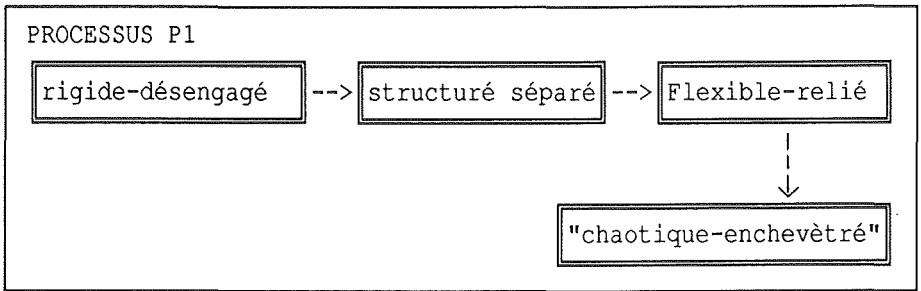 PROCESSUS P1
rigide-désengagé --> structuré séparé --> Flexible-relié
"chaotique-enchevètré"